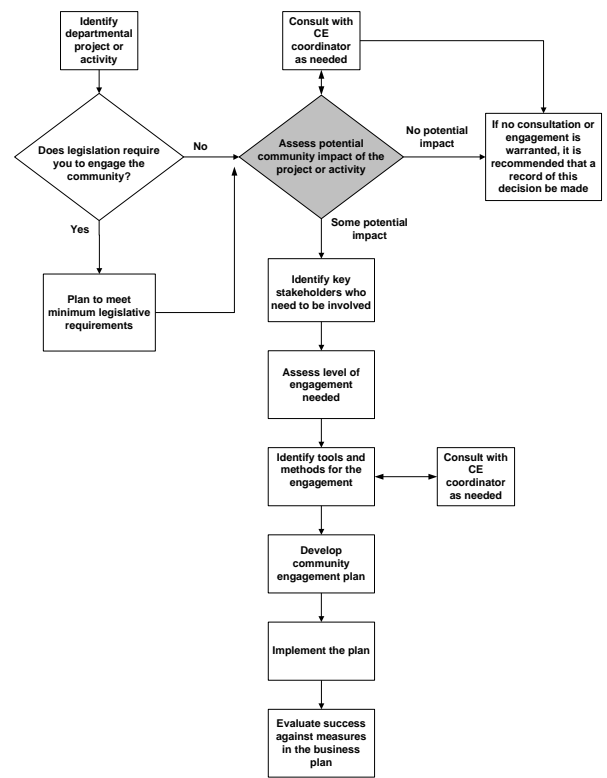 Identify
departmental
project or
activity
Consult with
CE
coordinator
as needed
Does legislation require
you to engage the
community?
No
Assess potential
community impact of the
project or activity
No potential
impact
If no consultation or
engagement is
warranted, it is
recommended that a
record of this
decision be made
Yes
Some potential
impact
Plan to meet
minimum legislative
requirements
Identify key
stakeholders who
need to be involved
Assess level of
engagement
needed
Identify tools and
methods for the
engagement
Consult with
CE
coordinator
as needed
Develop
community
engagement plan
Implement the plan
Evaluate success
against measures
in the business
plan